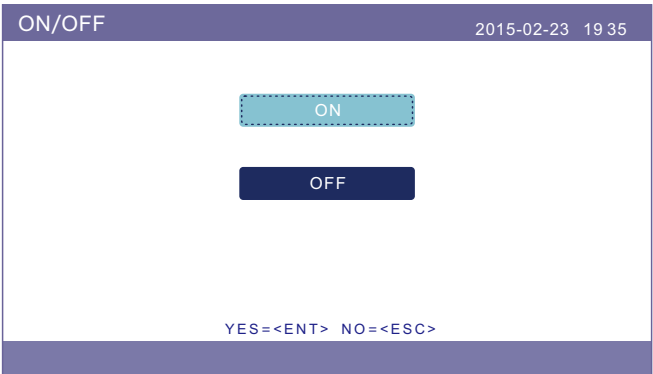 ON/OFF
2015-02-23 19 35
ON
OFF
YES=<ENT> NO=<ESC>